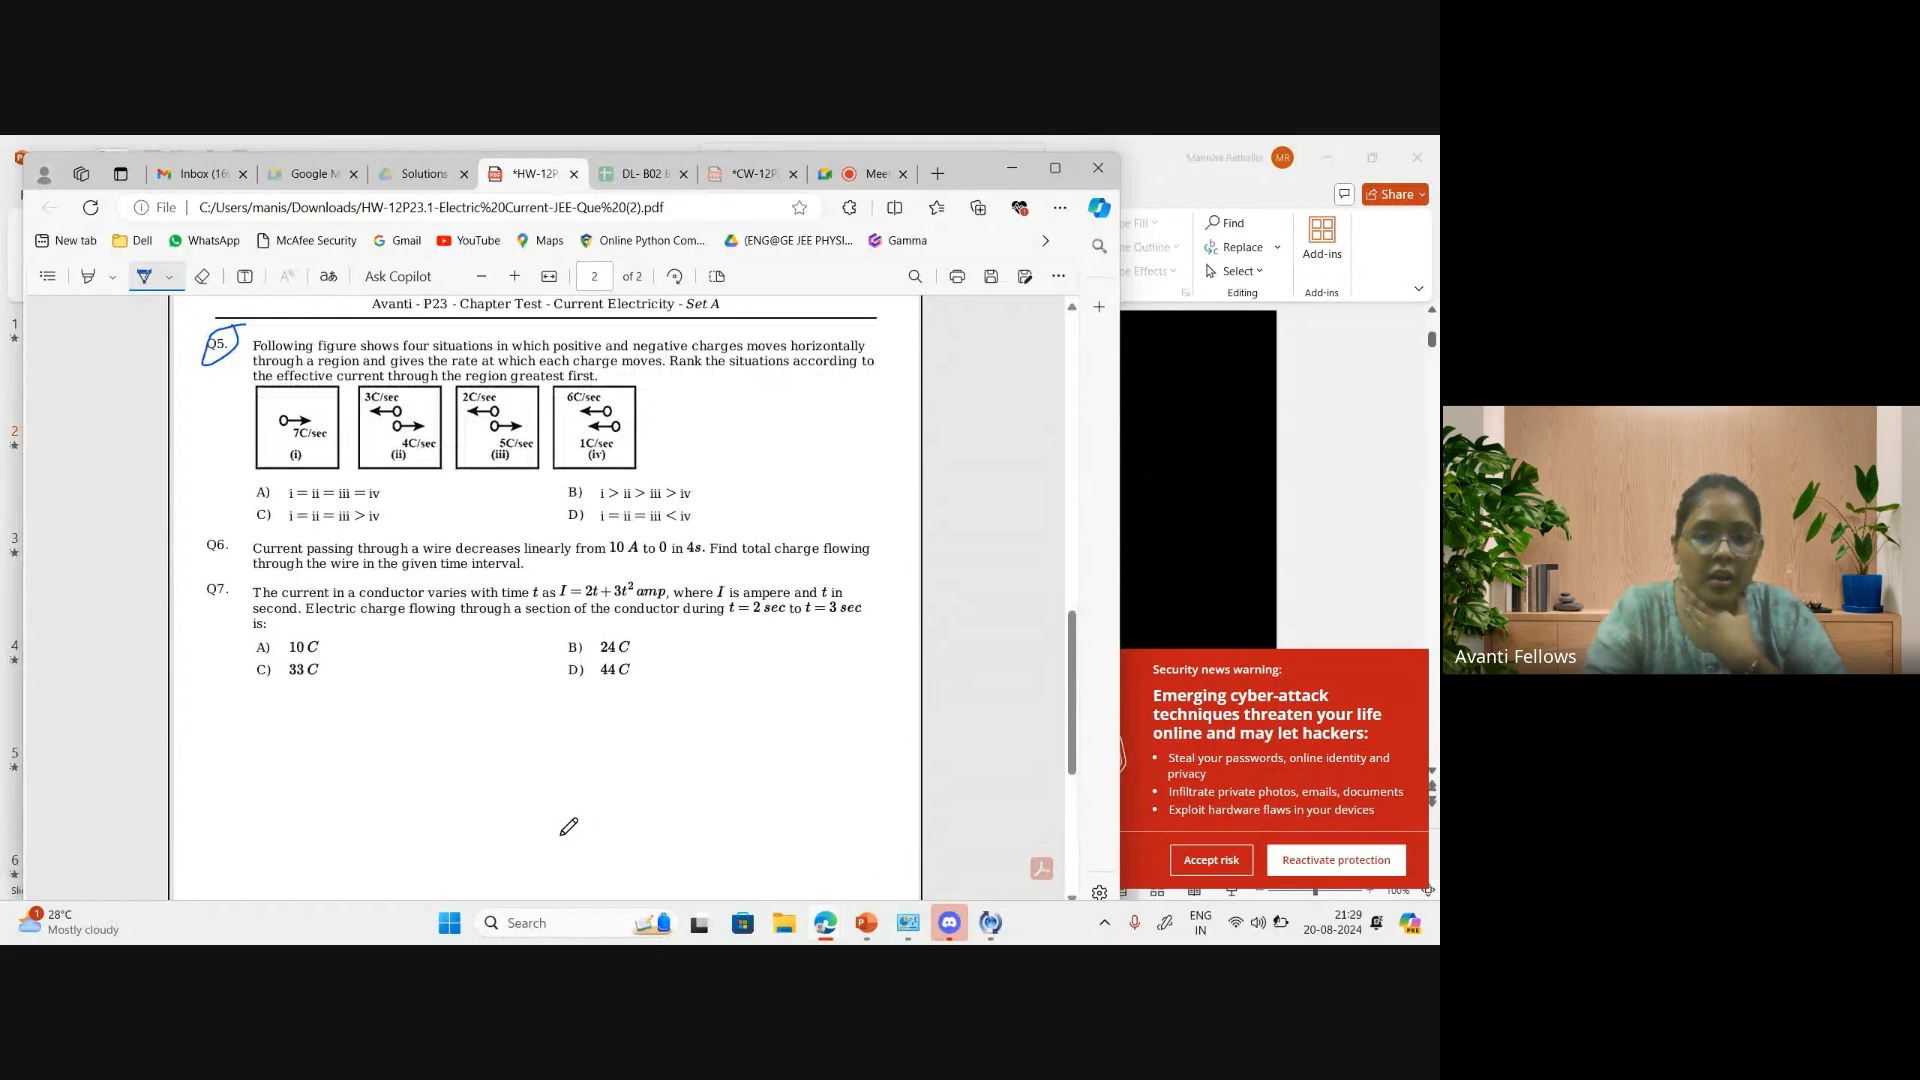 Manisha Rathallia MR
Inbox (16
Google M
Solutions
*HW-12P
DL- B02 B
*CW-12P
Mee
File
C:/Users/manis/Downloads/HW-12P23.1-Electric%20Current-JEE-Que%20(2).pdf
Share
New tab
Dell
WhatsApp
McAfee Security
Gmail
YouTube
Maps
Online Python Com...
(ENG@GE JEE PHYSI...
Gamma
Find
Replace
Select
Editing
Add-ins
Add-ins
Ask Copilot
2
of 2
Avanti - P23 - Chapter Test - Current Electricity - Set A
Q5. Following figure shows four situations in which positive and negative charges moves horizontally
through a region and gives the rate at which each charge moves. Rank the situations according to
the effective current through the region greatest first.
7C/sec
(i)
3C/sec
4C/sec
(ii)
2C/sec
5C/sec
(iii)
6C/sec
1C/sec
(iv)
A) i = ii = iii = iv
B) i > ii > iii > iv
C) i = ii = iii > iv
D) i = ii = iii < iv
Q6. Current passing through a wire decreases linearly from 10 A to 0 in 4s. Find total charge flowing
through the wire in the given time interval.
Q7. The current in a conductor varies with time t as I = 2t + 3t² amp, where I is ampere and t in
second. Electric charge flowing through a section of the conductor during t = 2 sec to t = 3 sec
is:
A) 10 C
B) 24 C
C) 33 C
D) 44 C
1
2
3
4
5
6
Security news warning:
Emerging cyber-attack
techniques threaten your life
online and may let hackers:
• Steal your passwords, online identity and
privacy
• Infiltrate private photos, emails, documents
• Exploit hardware flaws in your devices
Accept risk
Reactivate protection
100%
Avanti Fellows
1
28°C
Mostly cloudy
Search
ENG
IN
21:29
20-08-2024
PRE